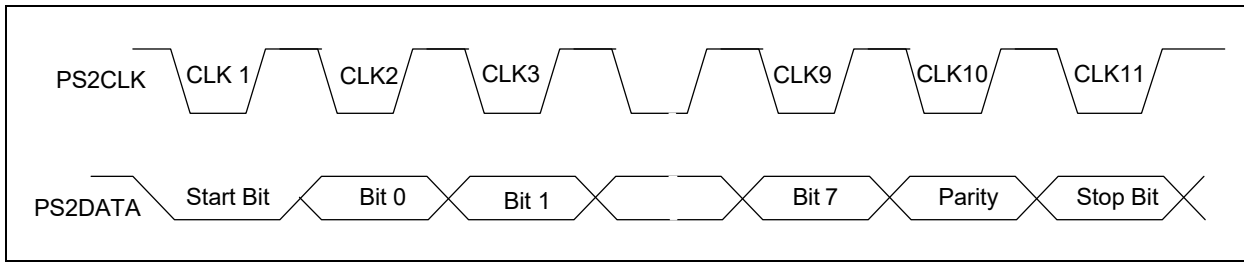 PS2CLK CLK 1 CLK2 CLK3 CLK9 CLK10 CLK11
PS2DATA Start Bit Bit 0 Bit 1 Bit 7 Parity Stop Bit